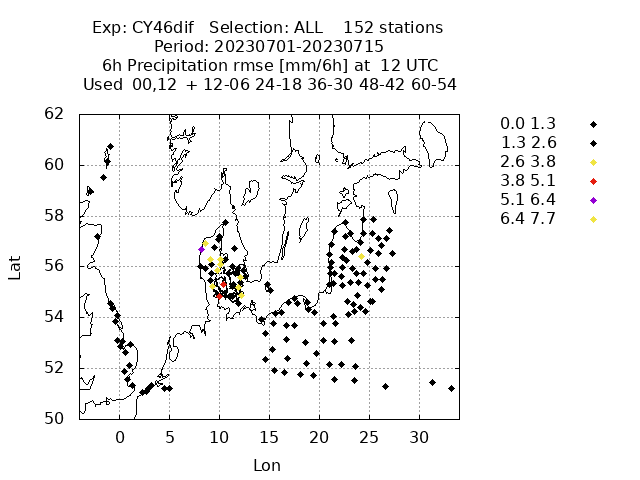 Exp: CY46dif   Selection: ALL    152 stations
Period: 20230701-20230715
6h Precipitation rmse [mm/6h] at  12 UTC
Used  00,12  + 12-06 24-18 36-30 48-42 60-54
62
60
58
56
54
52
50
Lat
0 5 10 15 20 25 30
Lon
0.0 1.3
1.3 2.6
2.6 3.8
3.8 5.1
5.1 6.4
6.4 7.7